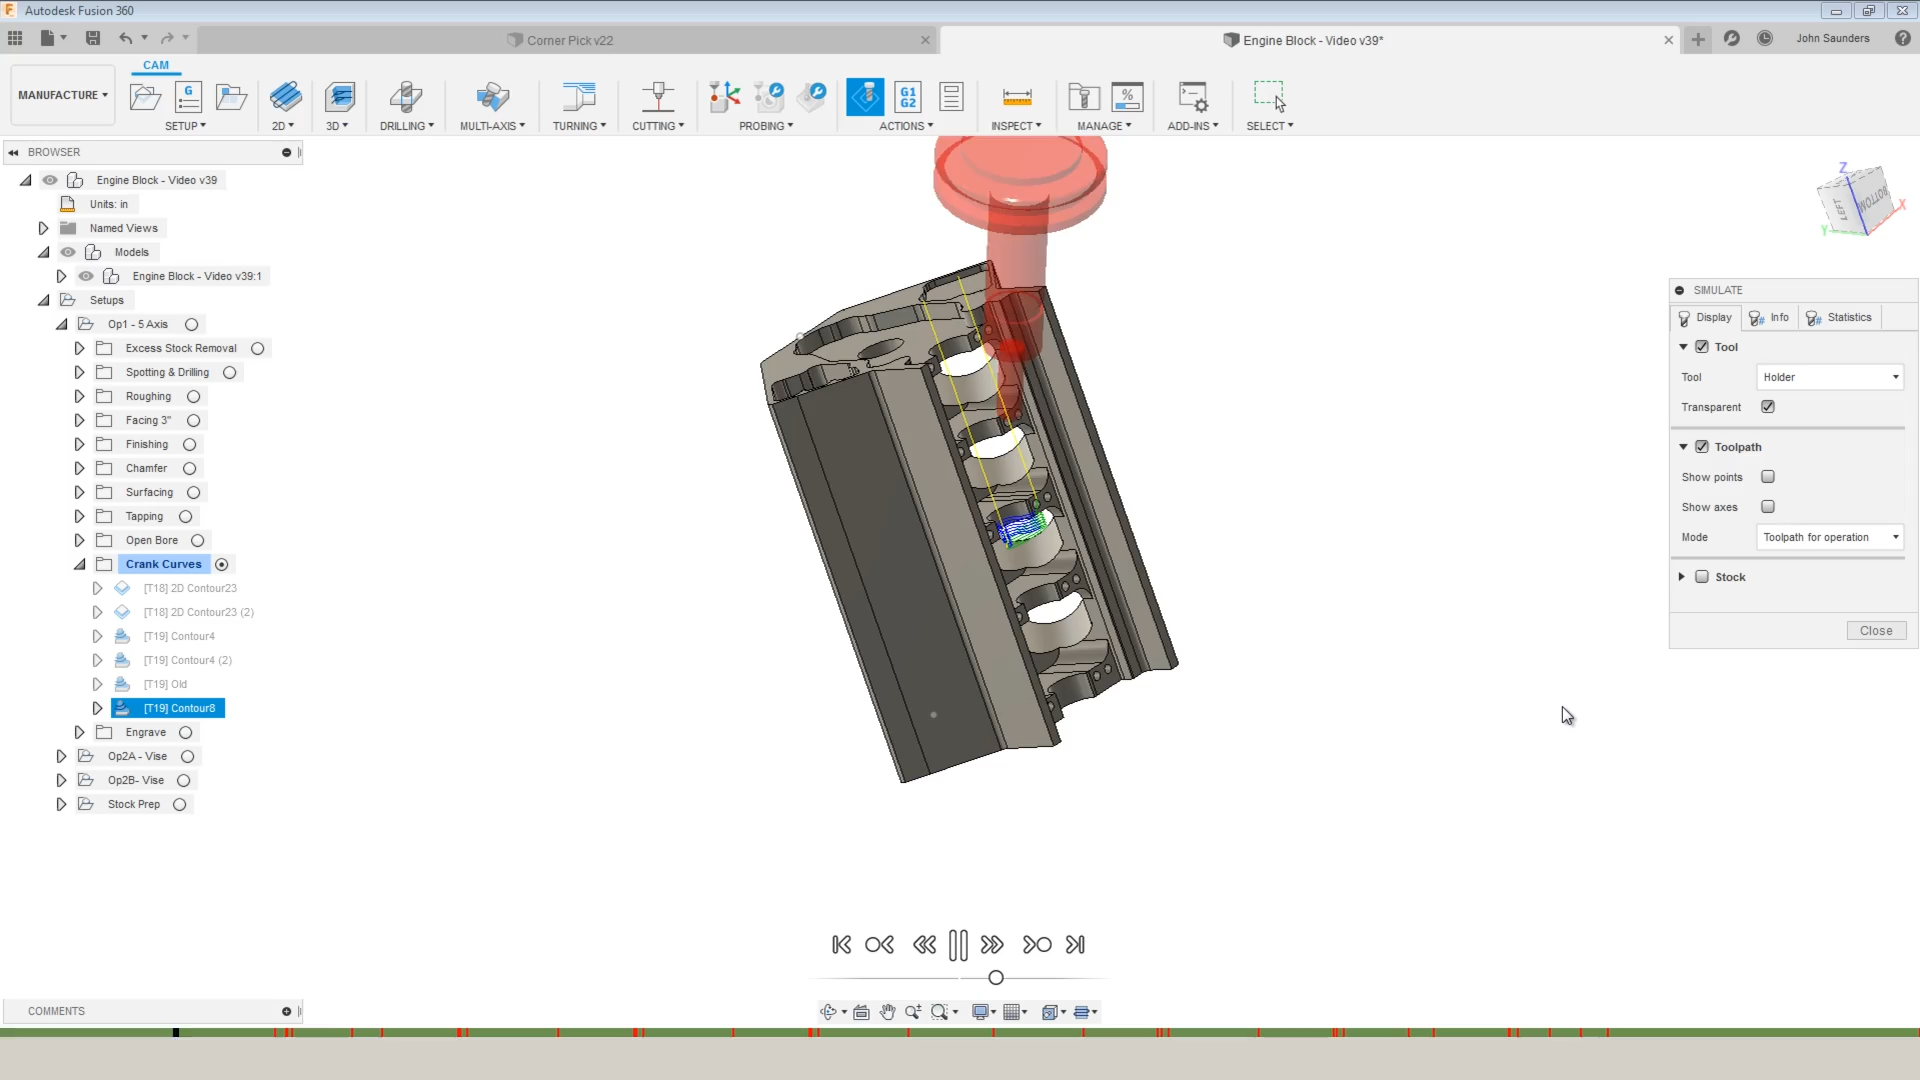 Autodesk Fusion 360
Corner Pick v22
Engine Block - Video v39*
John Saunders
CAM
MANUFACTURE
G
G1
G2
%
SETUP
2D
3D
DRILLING
MULTI-AXIS
TURNING
CUTTING
PROBING
ACTIONS
INSPECT
MANAGE
ADD-INS
SELECT
BROWSER
Engine Block - Video v39
Units: in
Named Views
Models
Engine Block - Video v39:1
Setups
Op1 - 5 Axis
Excess Stock Removal
Spotting & Drilling
Roughing
Facing 3"
Finishing
Chamfer
Surfacing
Tapping
Open Bore
Crank Curves
[T18] 2D Contour23
[T18] 2D Contour23 (2)
[T19] Contour4
[T19] Contour4 (2)
[T19] Old
[T19] Contour8
Engrave
Op2A - Vise
Op2B- Vise
Stock Prep
COMMENTS
Z
LEFT
BOTTOM
X
Y
SIMULATE
Display
Info
Statistics
Tool
Tool
Holder
Transparent
Toolpath
Show points
Show axes
Mode
Toolpath for operation
Stock
Close